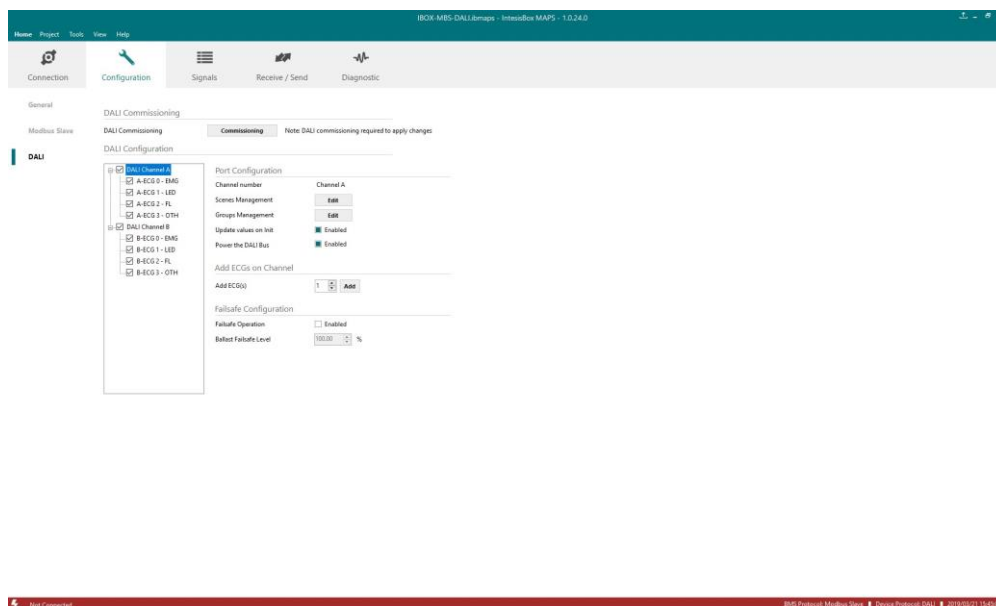 IBOX-MBS-DALI.ibmaps - IntesisBox MAPS - 1.0.24.0
Home Project Tools View Help
Connection Configuration Signals Receive / Send Diagnostic
General
Modbus Slave
DALI
DALI Commissioning
DALI Commissioning Commissioning Note: DALI commissioning required to apply changes
DALI Configuration
DALI Channel A
A-ECG 0 - EMG
A-ECG 1 - LED
A-ECG 2 - FL
A-ECG 3 - OTH
DALI Channel B
B-ECG 0 - EMG
B-ECG 1 - LED
B-ECG 2 - FL
B-ECG 3 - OTH
Port Configuration
Channel number Channel A
Scenes Management Edit
Groups Management Edit
Update values on Init Enabled
Power the DALI Bus Enabled
Add ECGs on Channel
Add ECG(s) 1 Add
Failsafe Configuration
Failsafe Operation Enabled
Ballast Failsafe Level 100.00 %
Not Connected BMS Protocol: Modbus Slave Device Protocol: DALI 2019/03/21 15:45